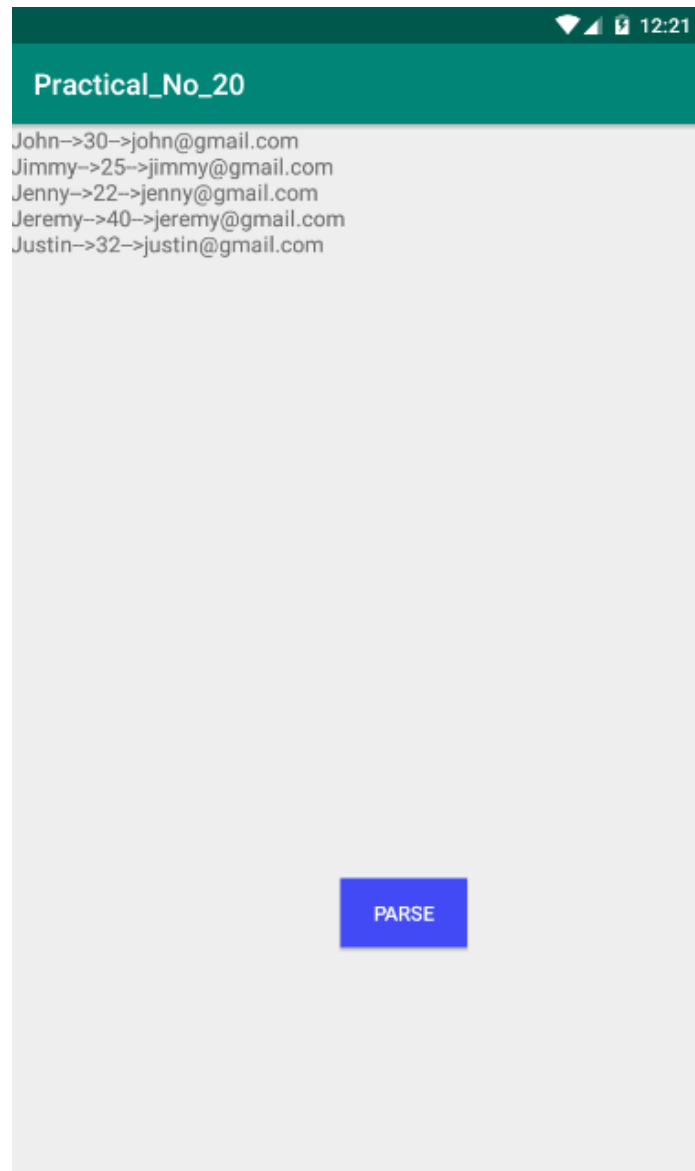 12:21
Practical_No_20
John-->30-->john@gmail.com
Jimmy-->25-->jimmy@gmail.com
Jenny-->22-->jenny@gmail.com
Jeremy-->40-->jeremy@gmail.com
Justin-->32-->justin@gmail.com
PARSE